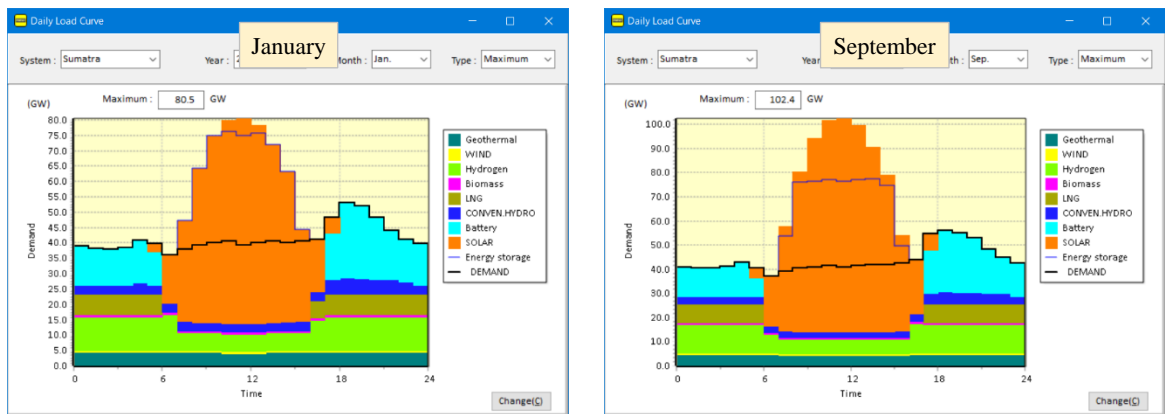 Daily Load Curve
January
System : Sumatra Year : 2 Month : Jan. Type : Maximum
(GW) Maximum : 80.5 GW
80.0
75.0
70.0
65.0
60.0
55.0
50.0
45.0
40.0
35.0
30.0
25.0
20.0
15.0
10.0
5.0
0.0
Demand
0 6 12 18 24
Time
Geothermal
WIND
Hydrogen
Biomass
LNG
CONVEN.HYDRO
Battery
SOLAR
Energy storage
DEMAND
Change(C)
Daily Load Curve
September
System : Sumatra Year th : Sep. Type : Maximum
(GW) Maximum : 102.4 GW
100.0
90.0
80.0
70.0
60.0
50.0
40.0
30.0
20.0
10.0
0.0
Demand
0 6 12 18 24
Time
Geothermal
WIND
Hydrogen
Biomass
LNG
CONVEN.HYDRO
Battery
SOLAR
Energy storage
DEMAND
Change(C)